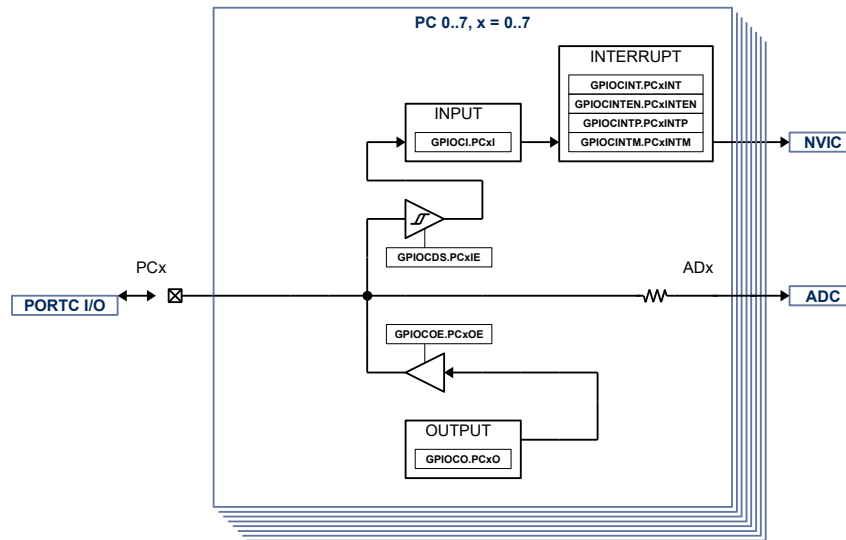 PC 0..7, x = 0..7
INTERRUPT
GPIOCINT.PCxINT
GPIOCINTEN.PCxINTEN
GPIOCINTP.PCxINTP
GPIOCINTM.PCxINTM
INPUT
GPIOCI.PCxI
NVIC
GPIOCDS.PCxIE
PCx
ADx
PORTC I/O
ADC
GPIOCOE.PCxOE
OUTPUT
GPIOCO.PCxO